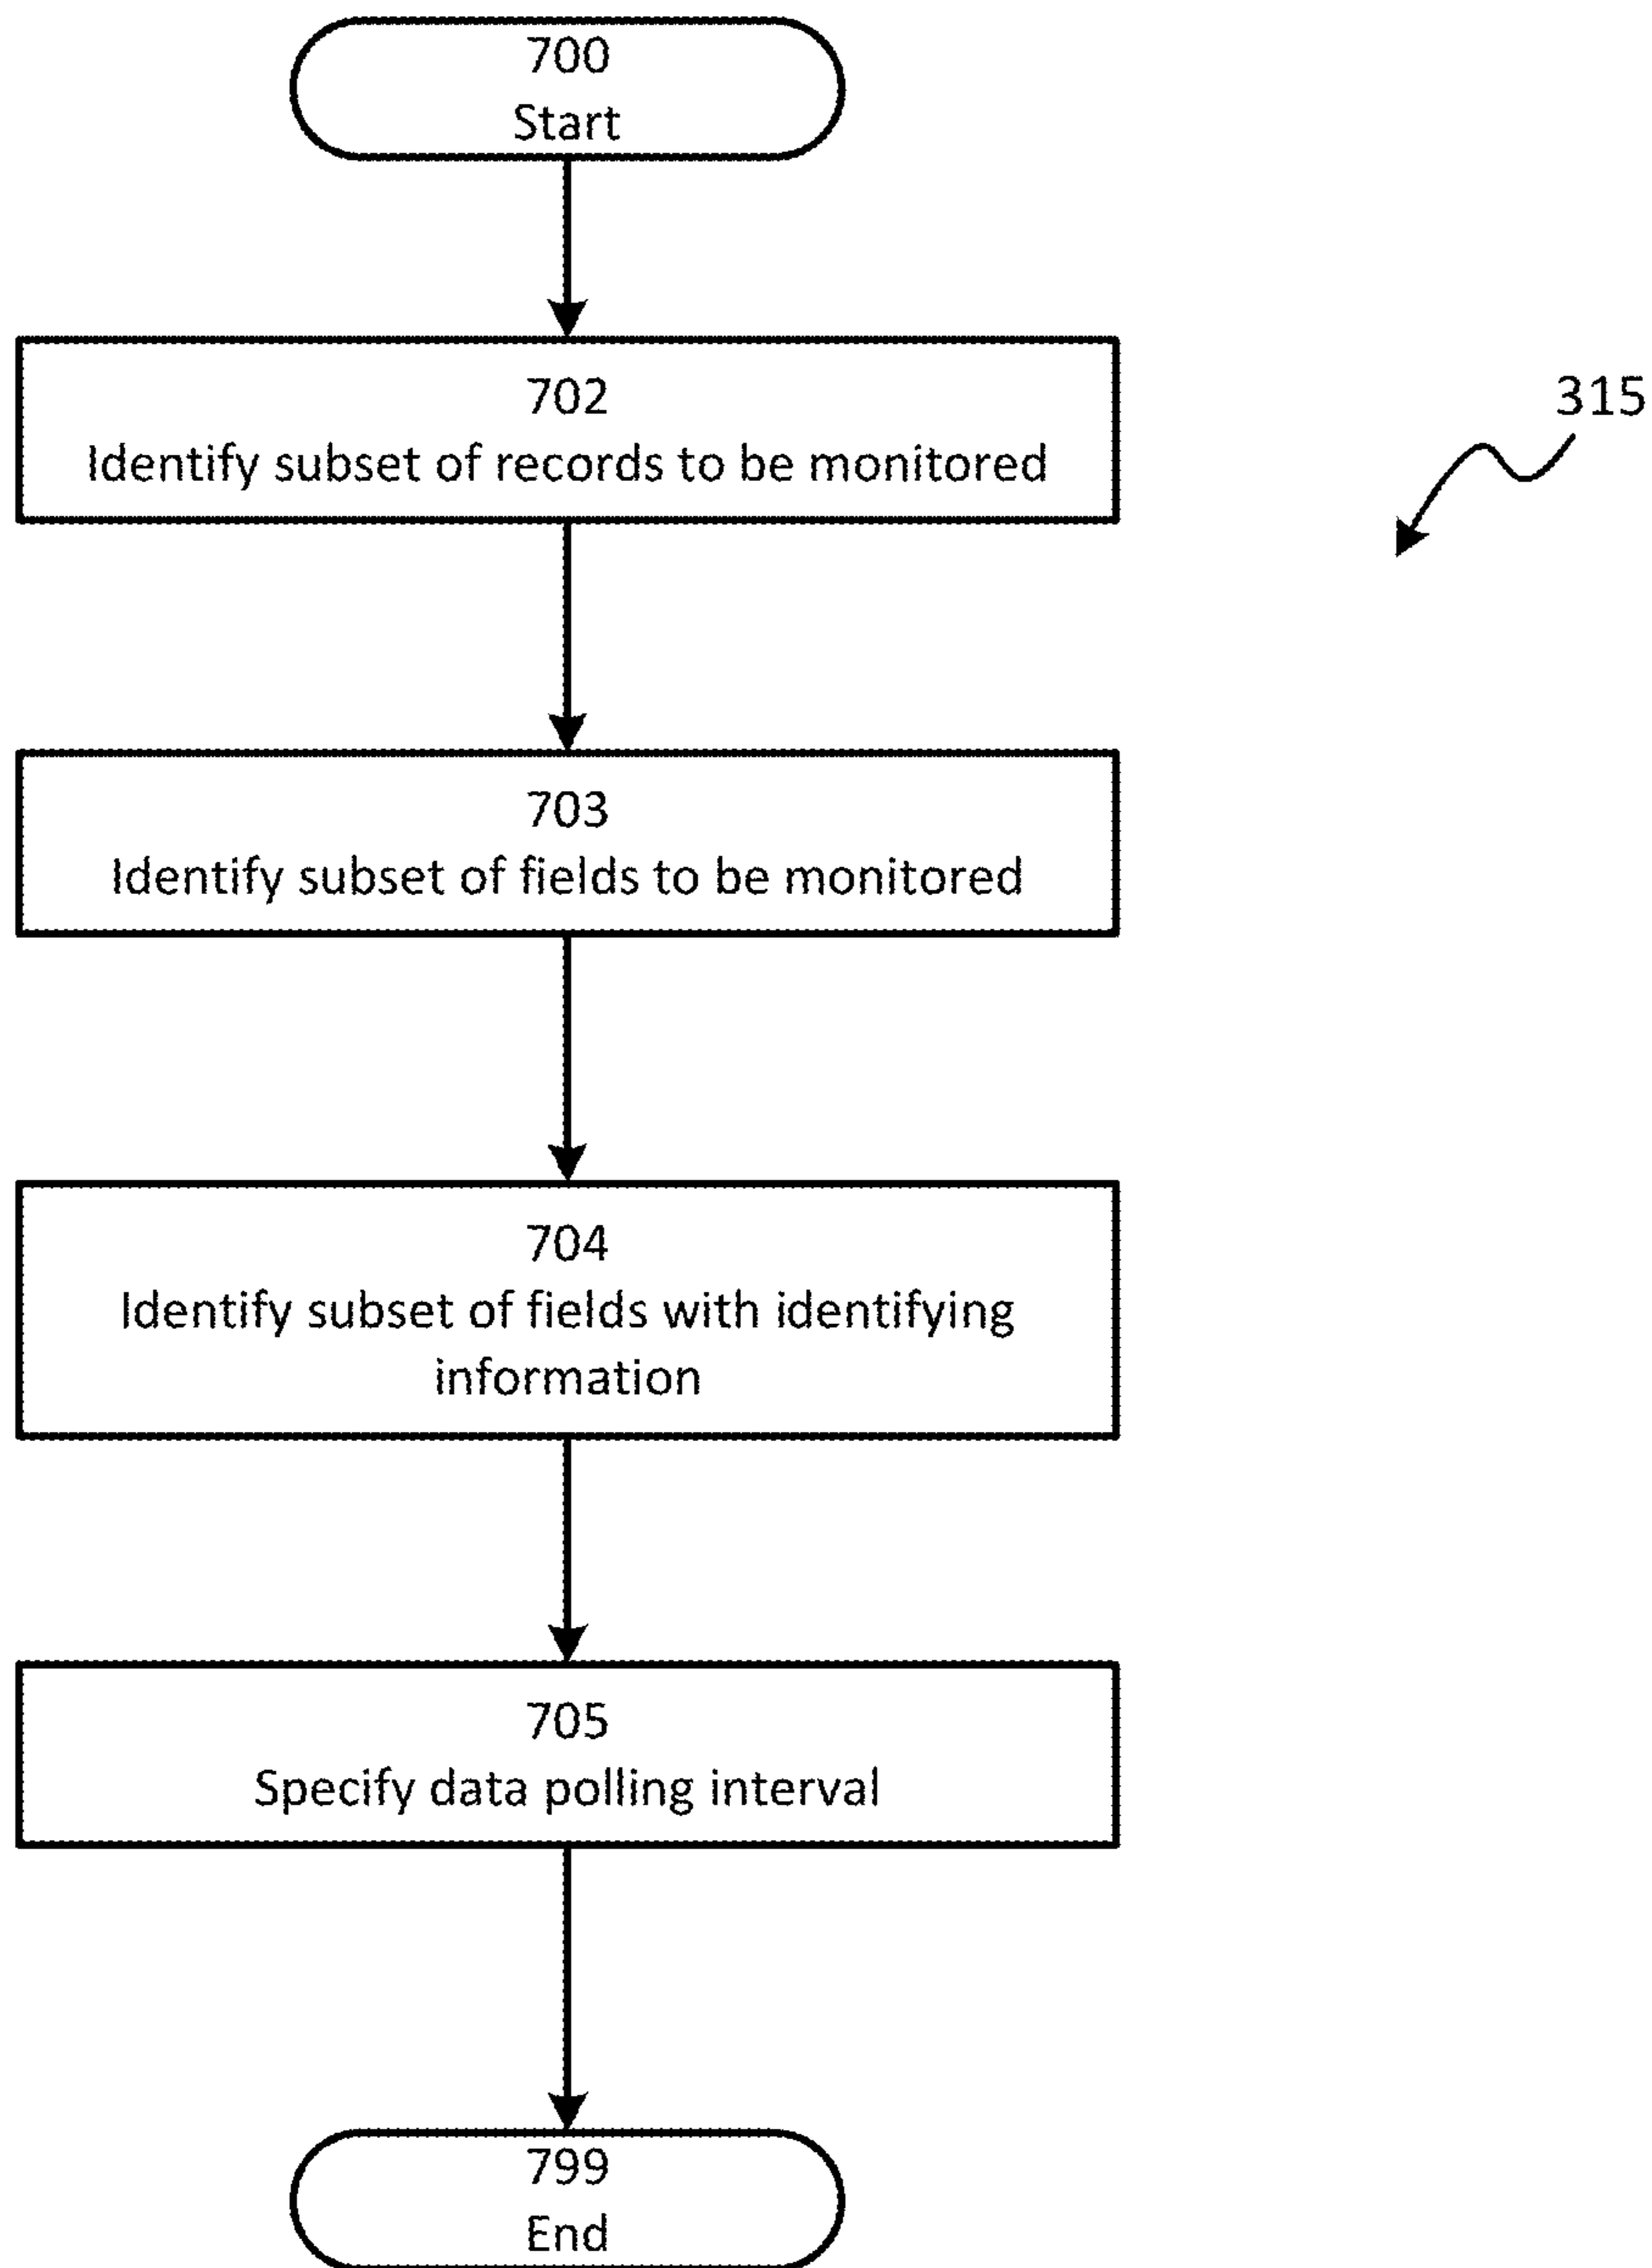 700
Start
702
Identify subset of records to be monitored
315
703
Identify subset of fields to be monitored
704
Identify subset of fields with identifying
information
705
Specify data polling interval
799
End